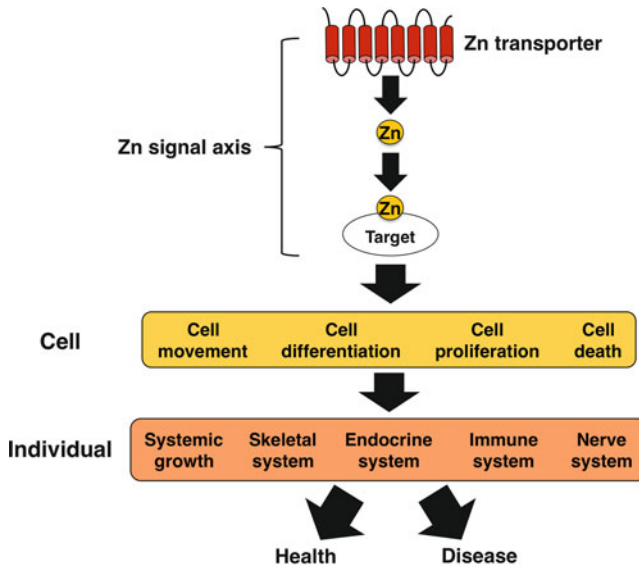 Zn transporter
Zn
Zn signal axis
Zn
Target
Cell
Cell movement
Cell differentiation
Cell proliferation
Cell death
Individual
Systemic growth
Skeletal system
Endocrine system
Immune system
Nerve system
Health
Disease